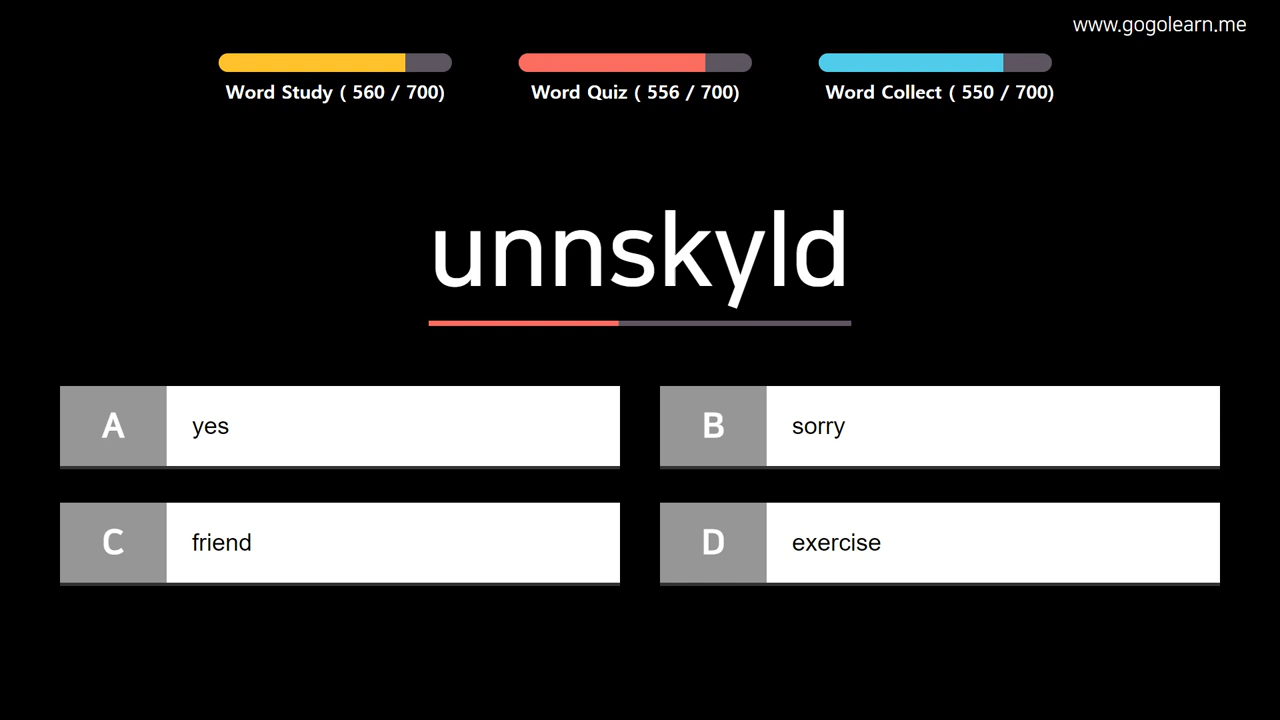 www.gogolearn.me
Word Study ( 560 / 700)
Word Quiz ( 556 / 700)
Word Collect ( 550 / 700)
unnskyld
A yes
B sorry
C friend
D exercise